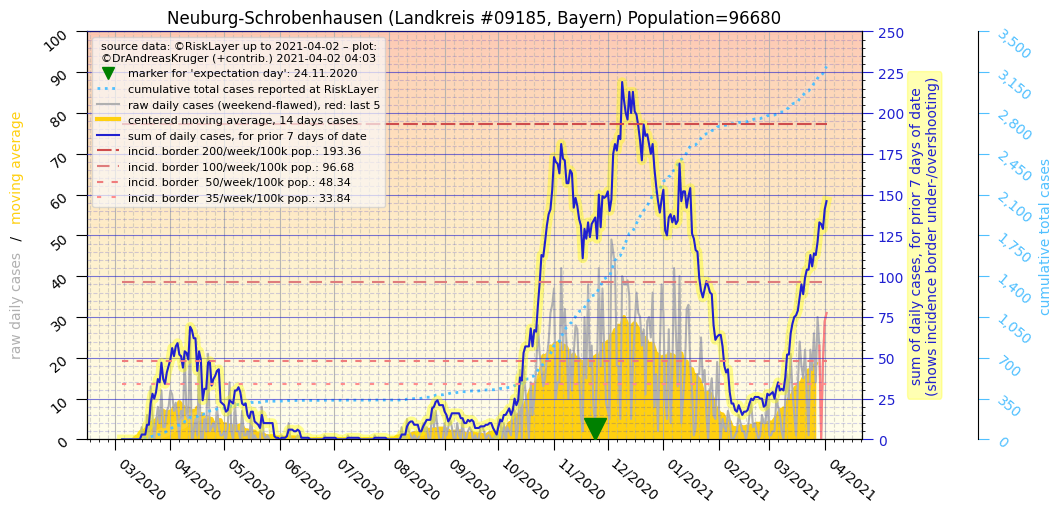 Neuburg-Schrobenhausen (Landkreis #09185, Bayern) Population=96680
source data: ©RiskLayer up to 2021-04-02 – plot:
©DrAndreasKruger (+contrib.) 2021-04-02 04:03
marker for 'expectation day': 24.11.2020
cumulative total cases reported at RiskLayer
raw daily cases (weekend-flawed), red: last 5
centered moving average, 14 days cases
sum of daily cases, for prior 7 days of date
incid. border 200/week/100k pop.: 193.36
incid. border 100/week/100k pop.: 96.68
incid. border  50/week/100k pop.: 48.34
incid. border  35/week/100k pop.: 33.84
raw daily cases  /  moving average
100
90
80
70
60
50
40
30
20
10
0
03/2020
04/2020
05/2020
06/2020
07/2020
08/2020
09/2020
10/2020
11/2020
12/2020
01/2021
02/2021
03/2021
04/2021
250
225
200
175
150
125
100
75
50
25
0
sum of daily cases, for prior 7 days of date
(shows incidence border under-/overshooting)
3,500
3,150
2,800
2,450
2,100
1,750
1,400
1,050
700
350
0
cumulative total cases